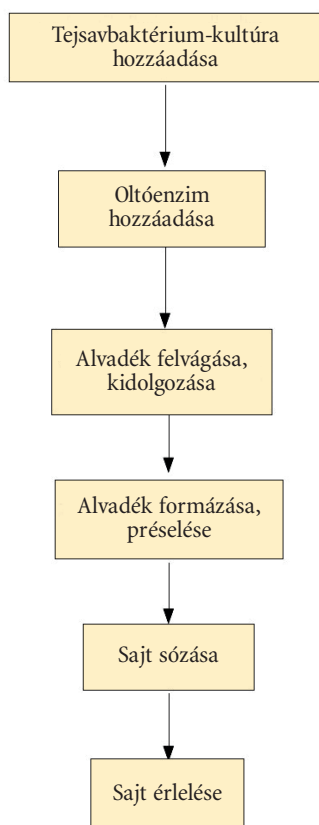 Tejsavbaktérium-kultúra
hozzáadása
Oltóenzim
hozzáadása
Alvadék felvágása,
kidolgozása
Alvadék formázása,
préselése
Sajt sózása
Sajt érlelése